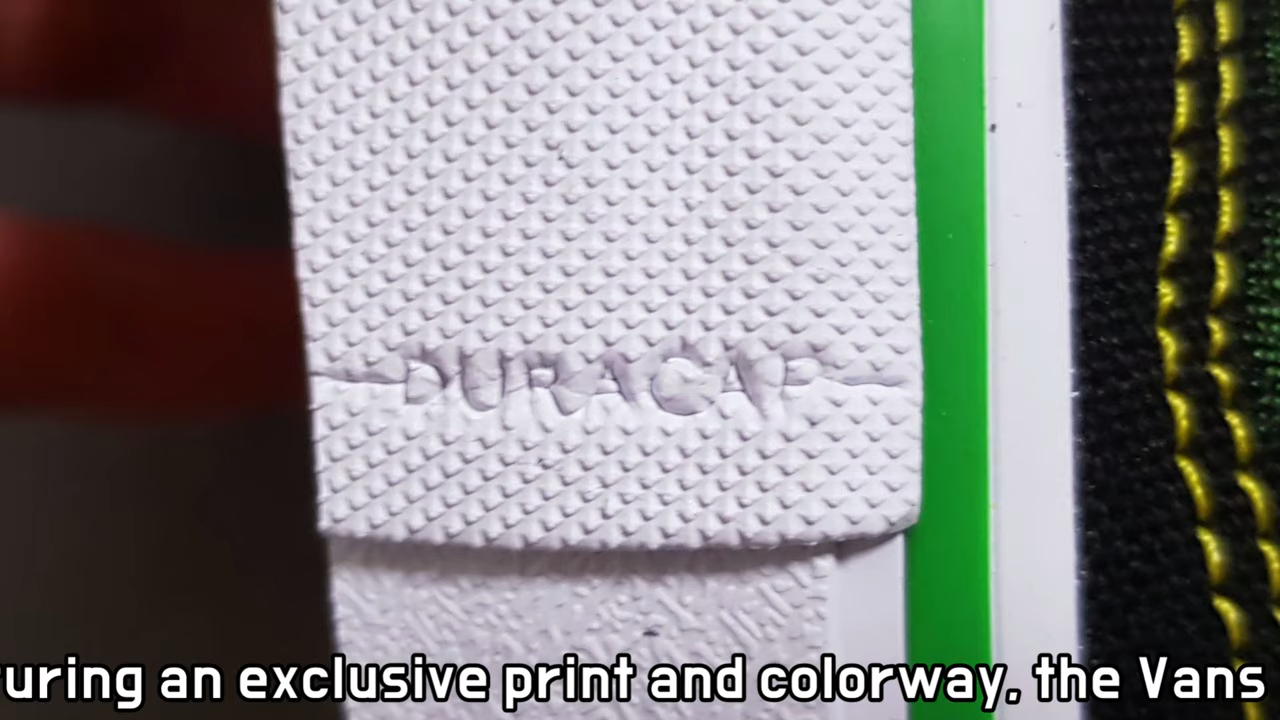 DURACAP
uring an exclusive print and colorway, the Vans